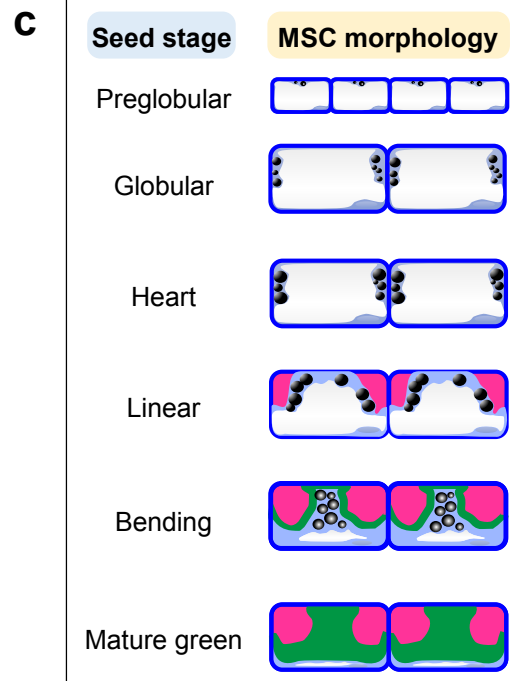 c
Seed stage MSC morphology
Preglobular
Globular
Heart
Linear
Bending
Mature green